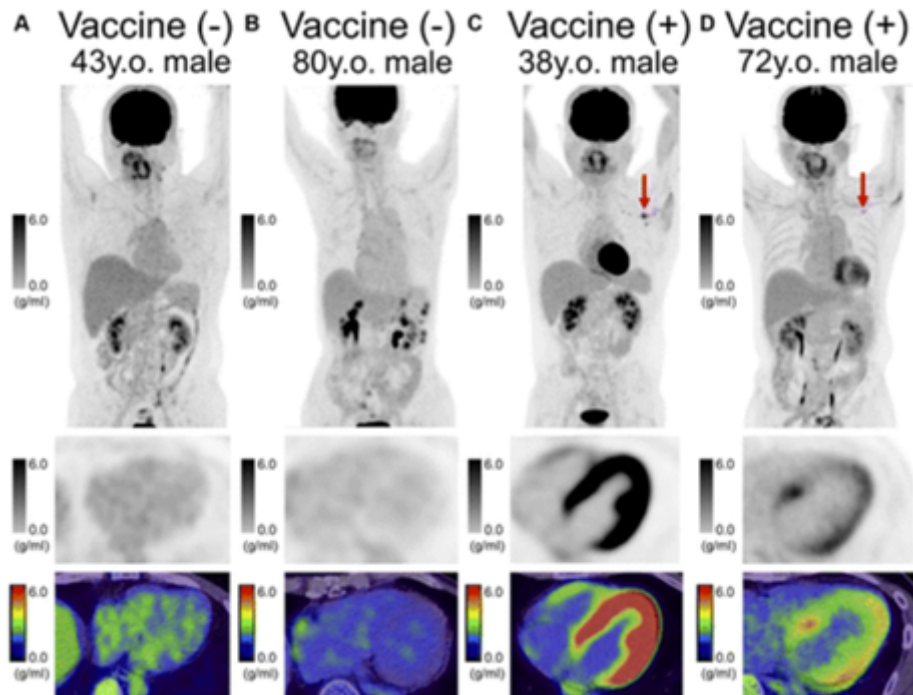 A Vaccine (-) B Vaccine (-) C Vaccine (+) D Vaccine (+)
43y.o. male 80y.o. male 38y.o. male 72y.o. male
6.0 6.0 6.0 6.0
0.0 0.0 0.0 0.0
(g/ml) (g/ml) (g/ml) (g/ml)
6.0 6.0 6.0 6.0
0.0 0.0 0.0 0.0
(g/ml) (g/ml) (g/ml) (g/ml)
6.0 6.0 6.0 6.0
0.0 0.0 0.0 0.0
(g/ml) (g/ml) (g/ml) (g/ml)